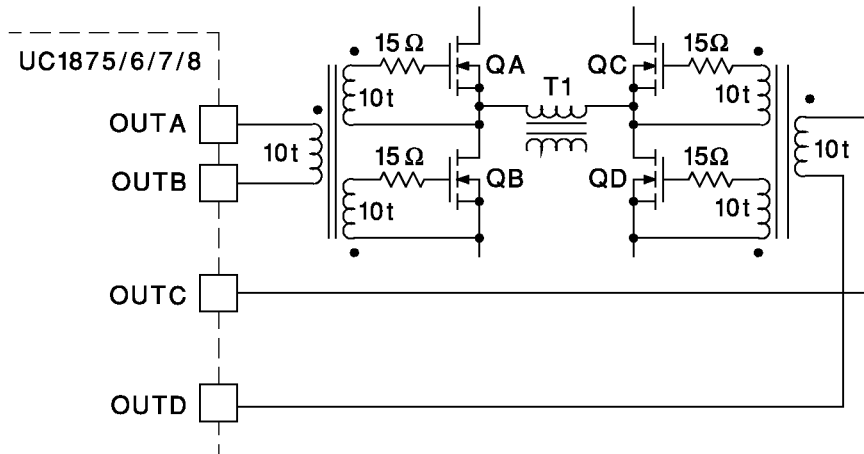 UC1875/6/7/8
15Ω
QA
T1
QC
15Ω
10t
10t
OUTA
10t
10t
15Ω
15Ω
OUTB
QB
QD
10t
10t
OUTC
OUTD